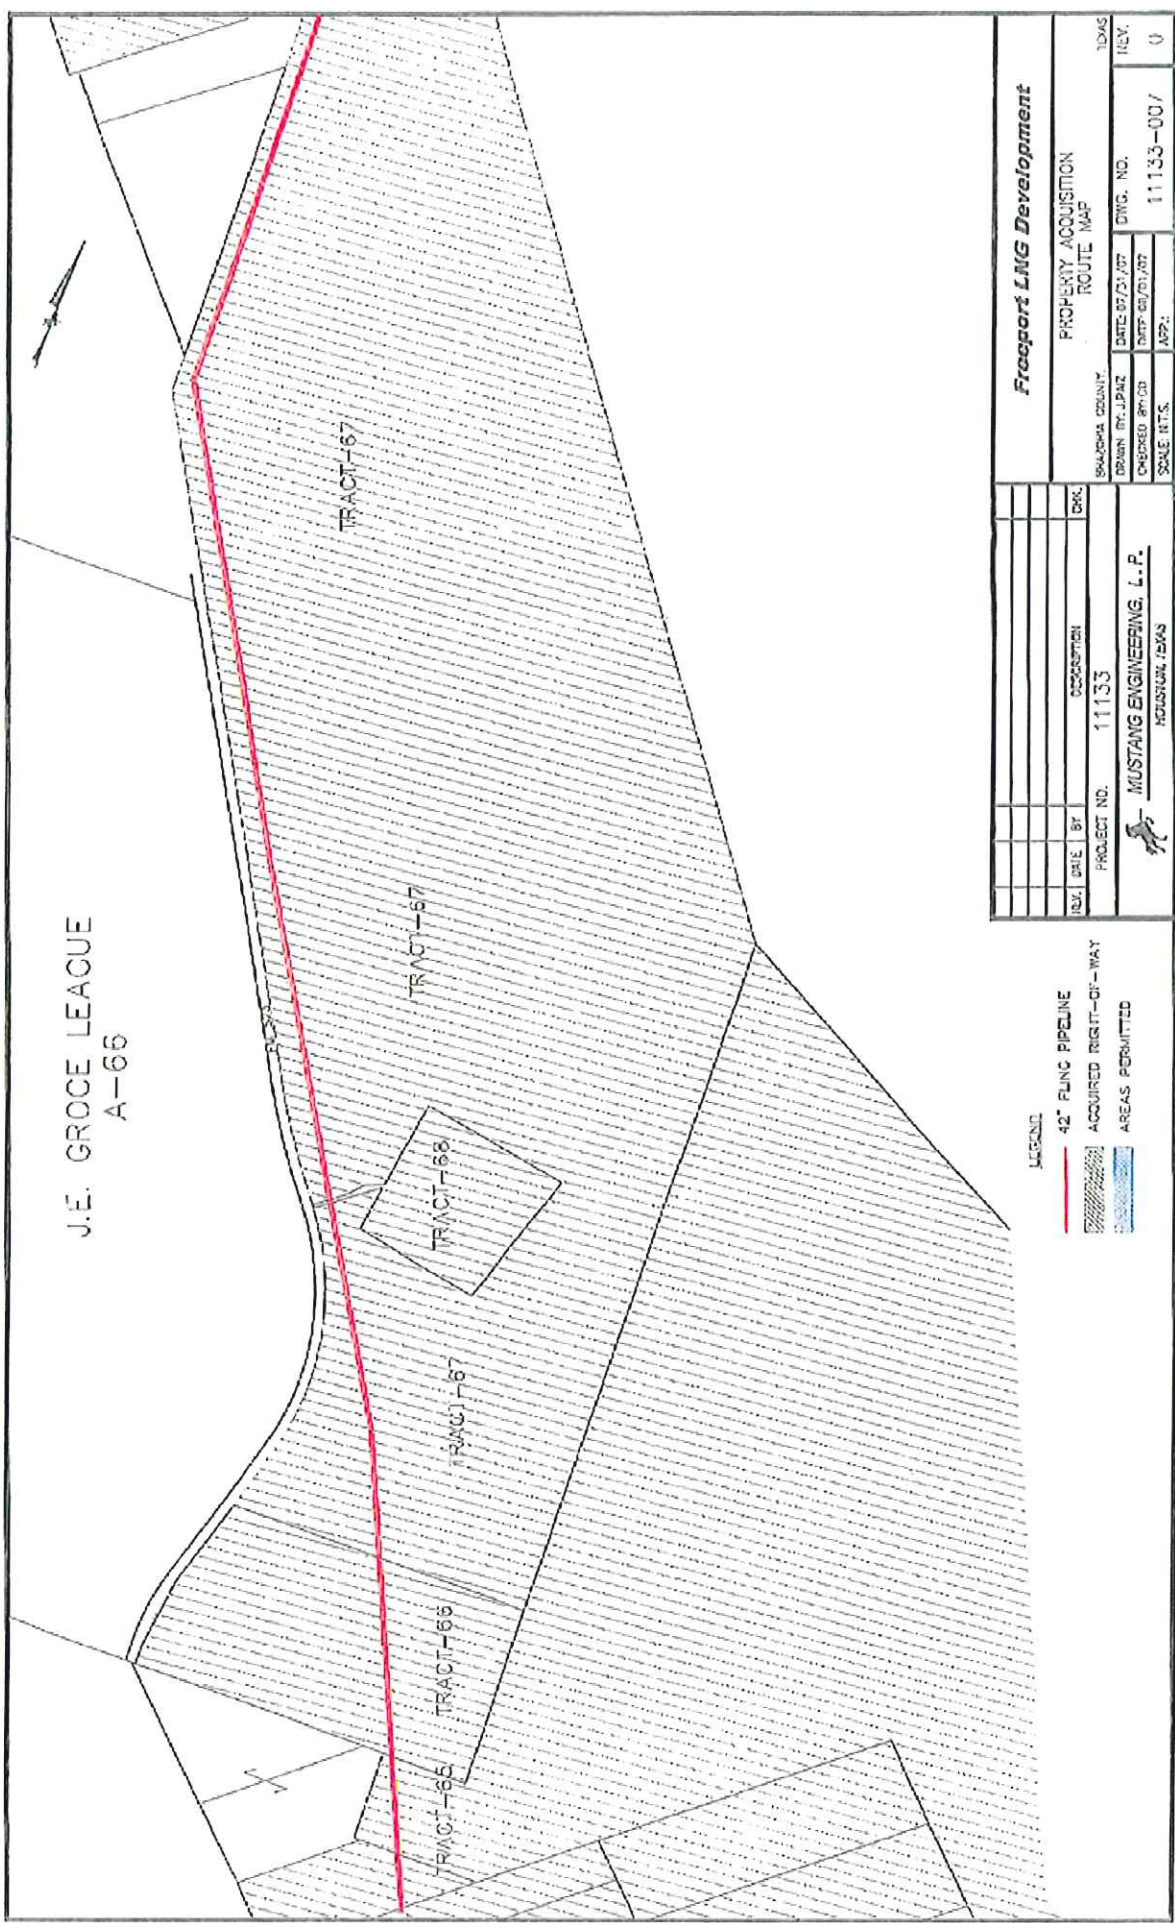 J.E. GROCE LEAGUE
A-66
TRACT-65
TRACT-66
TRACT-67
TRACT-68
TRACT-67
TRACT-67
LEGEND
42" FLNG PIPELINE
ACQUIRED RIGHT-OF-WAY
AREAS PERMITTED
REV. DATE BY DESCRIPTION CHK.
PROJECT NO. 11133
MUSTANG ENGINEERING, L.P.
HOUSTON, TEXAS
Freeport LNG Development
PROPERTY ACQUISITION
ROUTE MAP
BRAZORIA COUNTY, TEXAS
DRAWN BY: J.PAIZ DATE: 07/31/07 DWG. NO. REV.
CHECKED BY: CD DATE: 08/01/07 11133-007 0
SCALE: N.T.S. APP.: